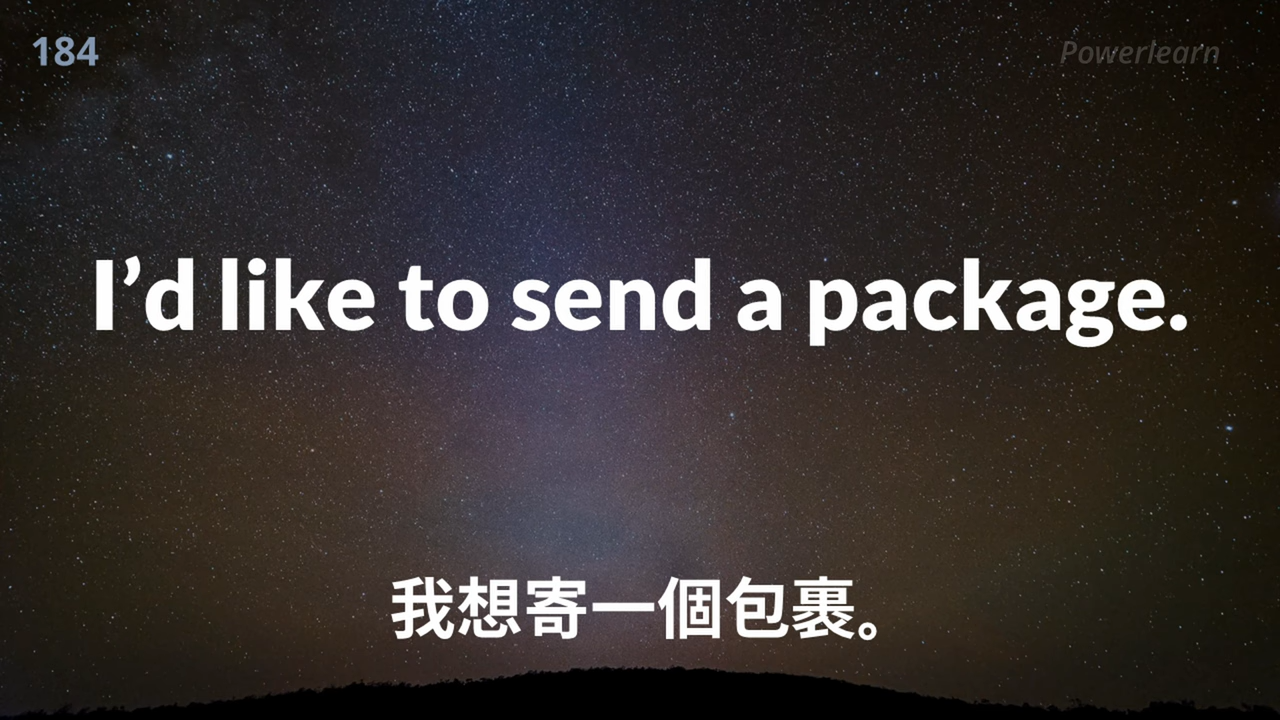 184
Powerlearn
I’d like to send a package.
我想寄一個包裹。